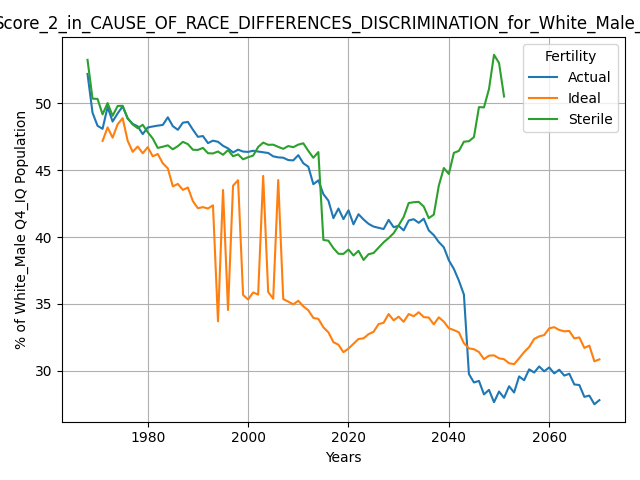 Score_2_in_CAUSE_OF_RACE_DIFFERENCES_DISCRIMINATION_for_White_Male_
Fertility
Actual
Ideal
Sterile
% of White_Male Q4_IQ Population
50
45
40
35
30
1980
2000
2020
2040
2060
Years